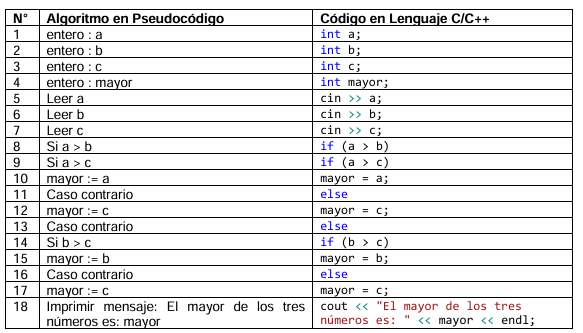 N° Algoritmo en Pseudocódigo Código en Lenguaje C/C++
1 entero : a int a;
2 entero : b int b;
3 entero : c int c;
4 entero : mayor int mayor;
5 Leer a cin >> a;
6 Leer b cin >> b;
7 Leer c cin >> c;
8 Si a > b if (a > b)
9 Si a > c if (a > c)
10 mayor := a mayor = a;
11 Caso contrario else
12 mayor := c mayor = c;
13 Caso contrario else
14 Si b > c if (b > c)
15 mayor := b mayor = b;
16 Caso contrario else
17 mayor := c mayor = c;
18 Imprimir mensaje: El mayor de los tres cout << "El mayor de los tres
números es: mayor números es: " << mayor << endl;